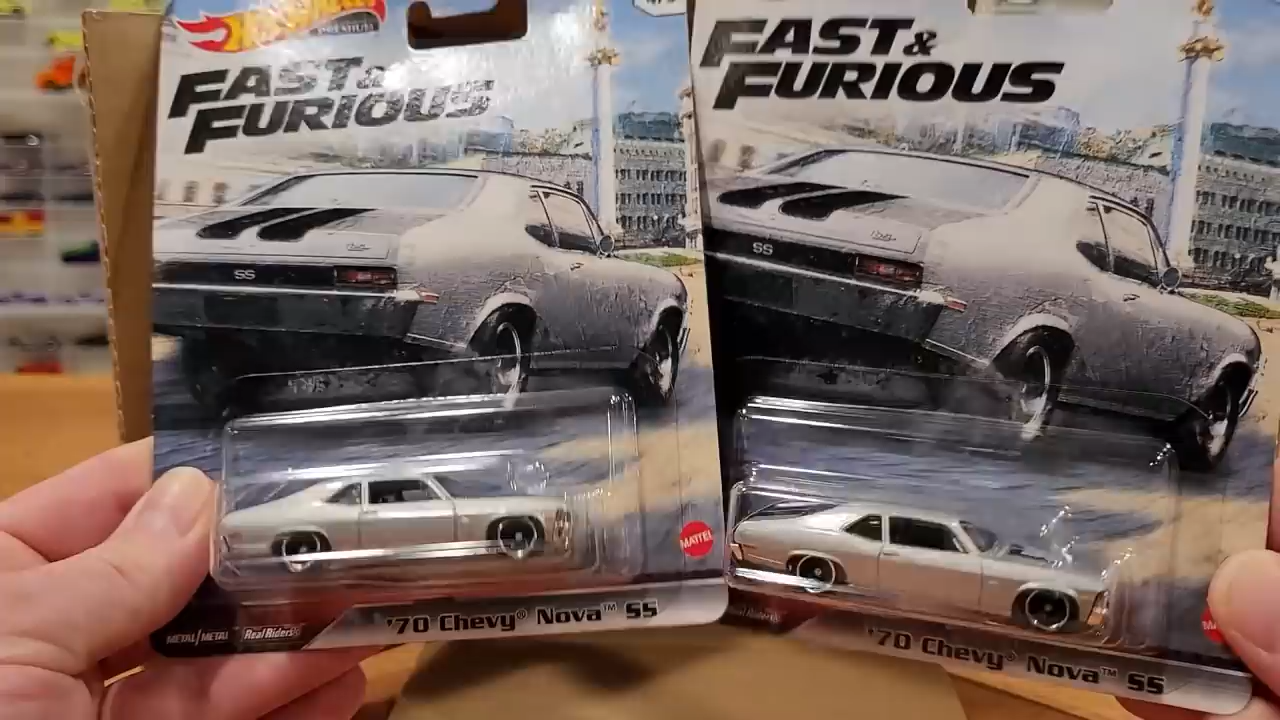 Hot Wheels
PREMIUM
FAST &
FURIOUS
SS
MATTEL
METAL/METAL
Real Riders
'70 Chevy® Nova™ SS
FAST &
FURIOUS
SS
'70 Chevy® Nova™ SS